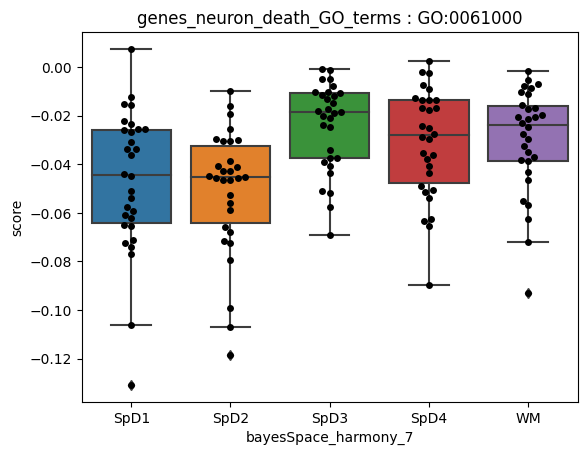 genes_neuron_death_GO_terms : GO:0061000
score
0.00
−0.02
−0.04
−0.06
−0.08
−0.10
−0.12
SpD1 SpD2 SpD3 SpD4 WM
bayesSpace_harmony_7